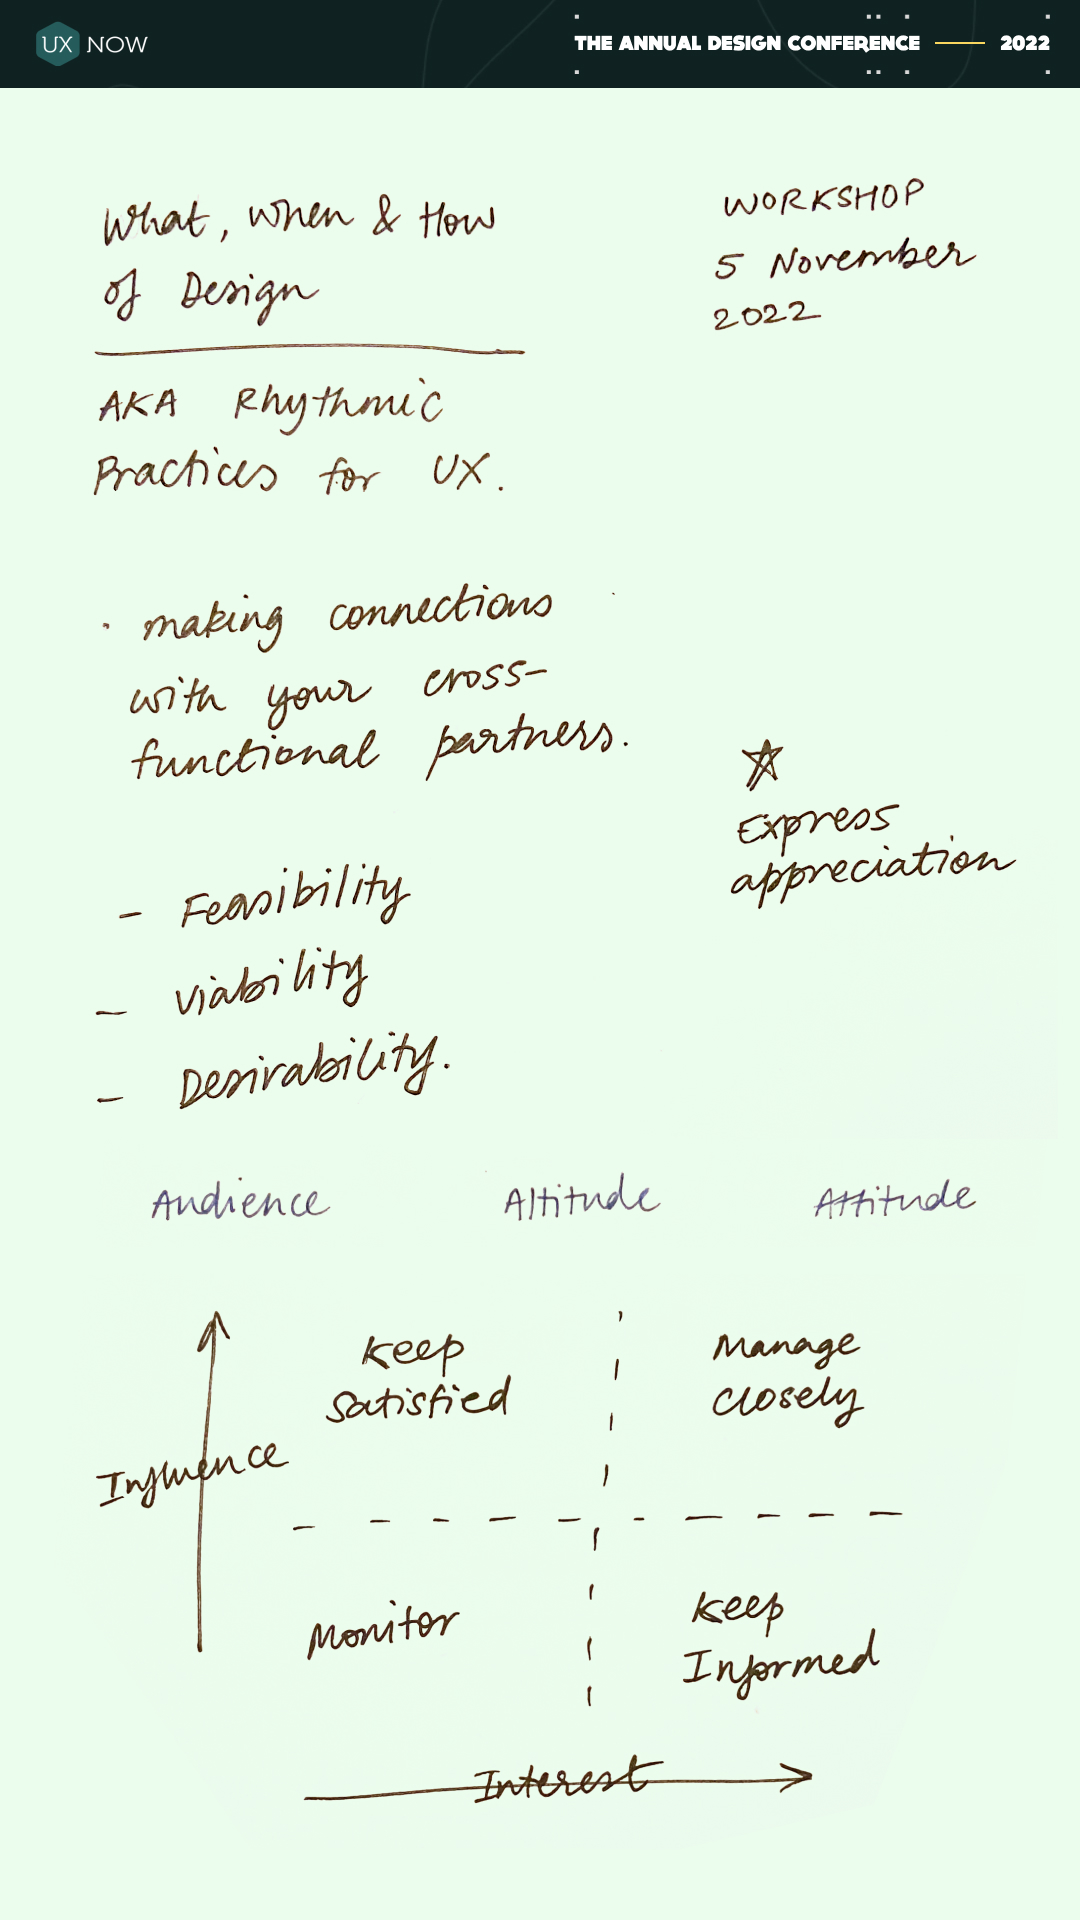 UX NOW
THE ANNUAL DESIGN CONFERENCE — 2022
What, when & How
of Design
WORKSHOP
5 November
2022
AKA Rhythmic
Practices for UX.
· making connections
with your cross-
functional partners.
☆
Express
appreciation
- Feasibility
- Viability
- Desirability.
Audience Altitude Attitude
Keep
Satisfied
Manage
Closely
Influence
Monitor
Keep
Informed
Interest